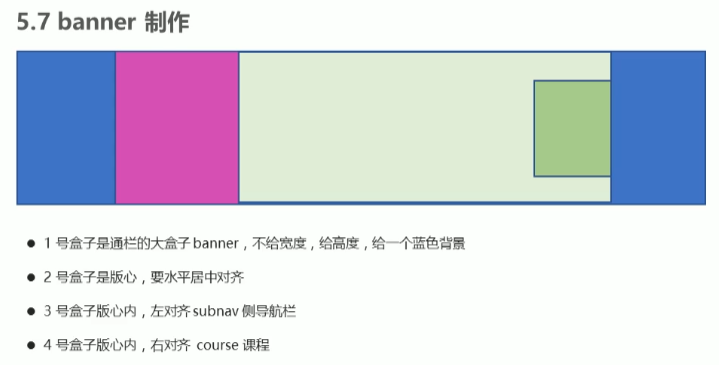 5.7 banner 制作
● 1 号盒子是通栏的大盒子 banner，不给宽度，给高度，给一个蓝色背景
● 2 号盒子是版心，要水平居中对齐
● 3 号盒子版心内，左对齐 subnav 侧导航栏
● 4 号盒子版心内，右对齐 course 课程